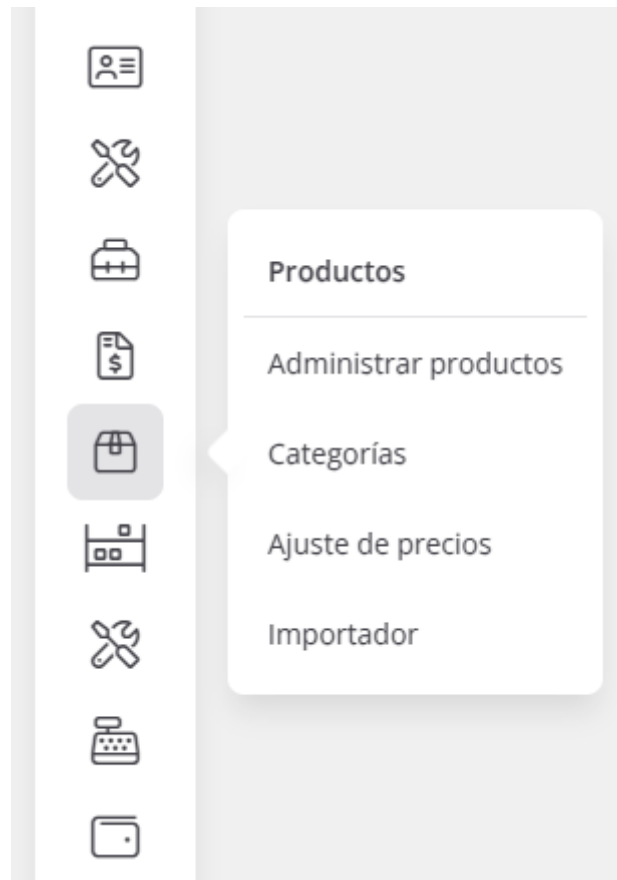 Productos
Administrar productos
Categorías
Ajuste de precios
Importador